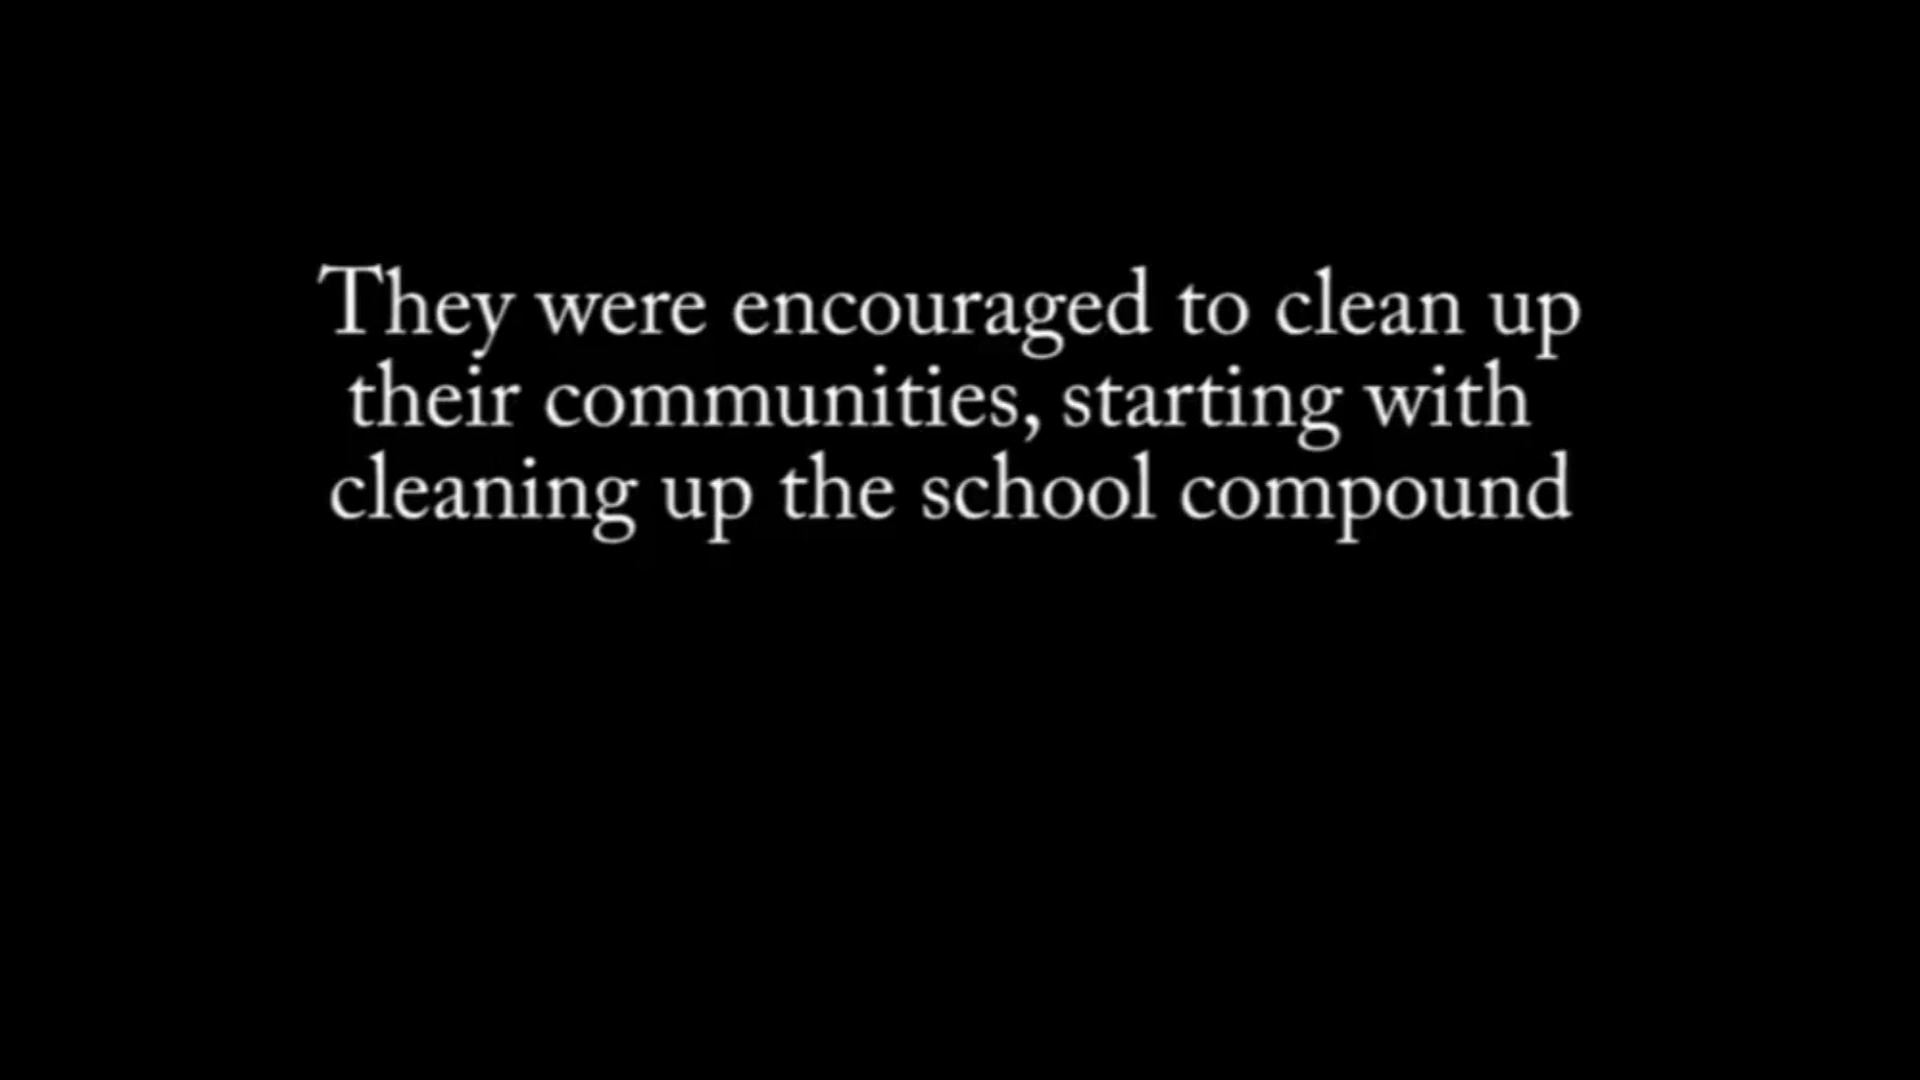 They were encouraged to clean up
their communities, starting with
cleaning up the school compound